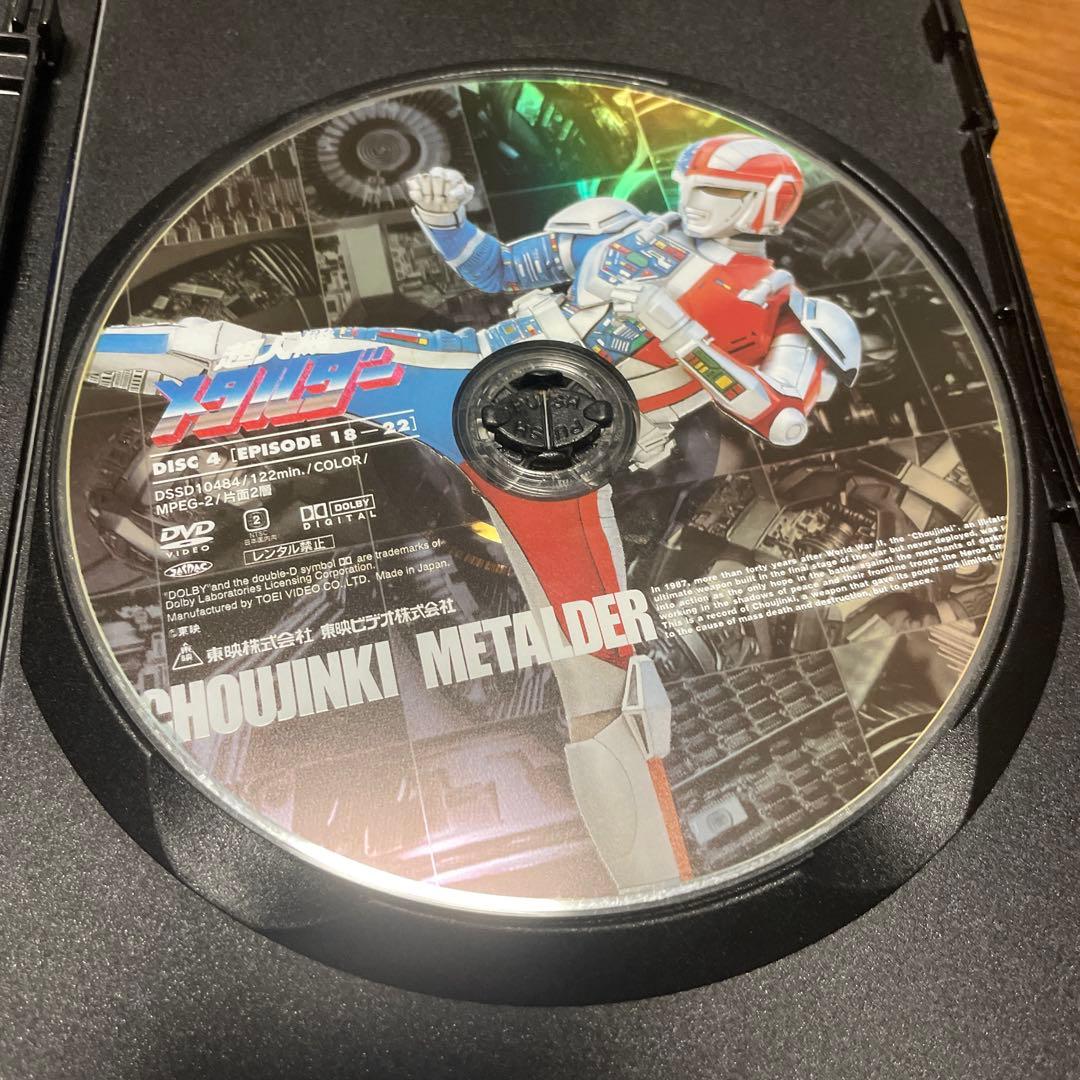 超人機
メタルダー
DISC 4 [EPISODE 18—22]
DSSD10484/122min./COLOR/
MPEG-2/片面2層
DVD
VIDEO
2
NTSC
日本国内向
DOLBY
DIGITAL
レンタル禁止
"DOLBY"and the double-D symbol are trademarks of
Dolby Laboratories Licensing Corporation.
Manufactured by TOEI VIDEO CO.,LTD. Made in Japan.
東映
東映株式会社 東映ビデオ株式会社
CHOUJINKI METALDER
PUSH
PUSH
In 1987, more than forty years after World War II, the "Choujinki", an ill-fated
ultimate weapon built in the final stage of the war but never deployed, was
into action as the only hope in the battle against the merchant of
working in the shadows of peace and their frontline troops the Neros
This is a record of Choujinki, a weapon that gave its power and limited
to the cause of mass death and destruction, but to peace.